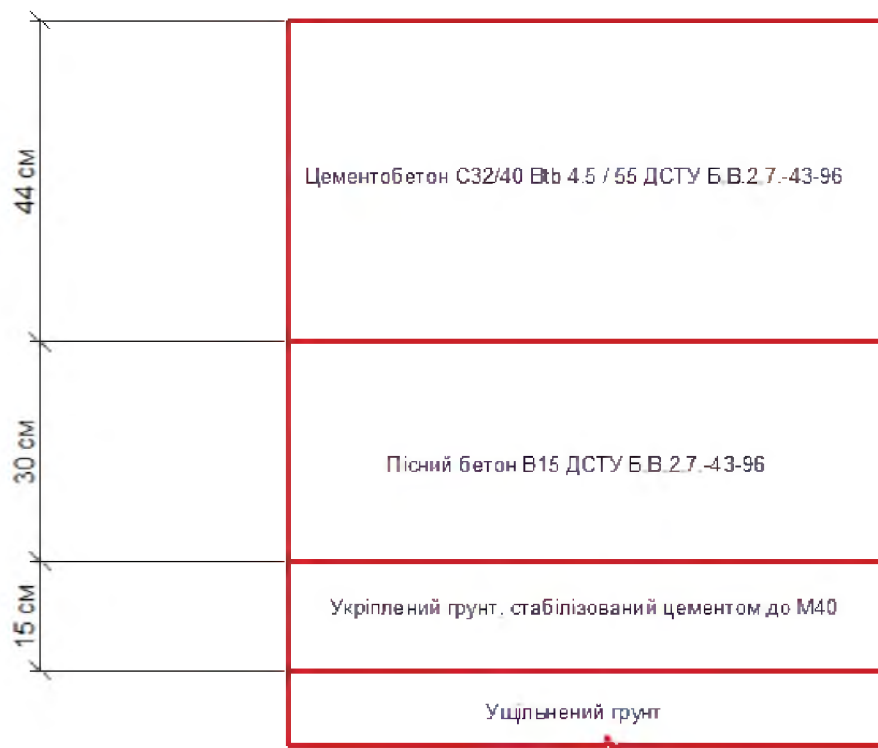 44 см
Цементобетон С32/40 Btb 4.5 / 55 ДСТУ Б.В.2.7.-43-96
30 см
Пісний бетон В15 ДСТУ Б.В.2.7.-43-96
15 см
Укріплений грунт, стабілізований цементом до М40
Ущільнений грунт